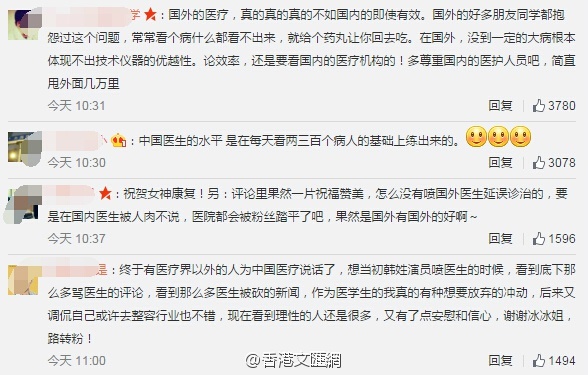 学★：国外的医疗，真的真的真的不如国内的即使有效。国外的好多朋友同学都抱
怨过这个问题，常常看个病什么都看不出来，就给个药丸让你回去吃。在国外，没到一定的大病根本
体现不出技术仪器的优越性。论效率，还是要看国内的医疗机构的！多尊重国内的医护人员吧，简直
甩外面几万里
今天 10:31
回复
3780
：中国医生的水平 是在每天看两三百个病人的基础上练出来的。
今天 10:30
回复
3078
★：祝贺女神康复！另：评论里果然一片祝福赞美，怎么没有喷国外医生延误诊治的，要
是在国内医生被人肉不说，医院都会被粉丝踏平了吧，果然是国外有国外的好啊～
今天 10:37
回复
1596
是：终于有医疗界以外的人为中国医疗说话了，想当初韩姓演员喷医生的时候，看到底下那
么多骂医生的评论，看到那么多医生被砍的新闻，作为医学生的我真的有种想要放弃的冲动，后来又
调侃自己或许去整容行业也不错，现在看到理性的人还是很多，又有了点安慰和信心，谢谢冰冰姐，
路转粉！
今天 11:00
回复
1494
@香港文匯網